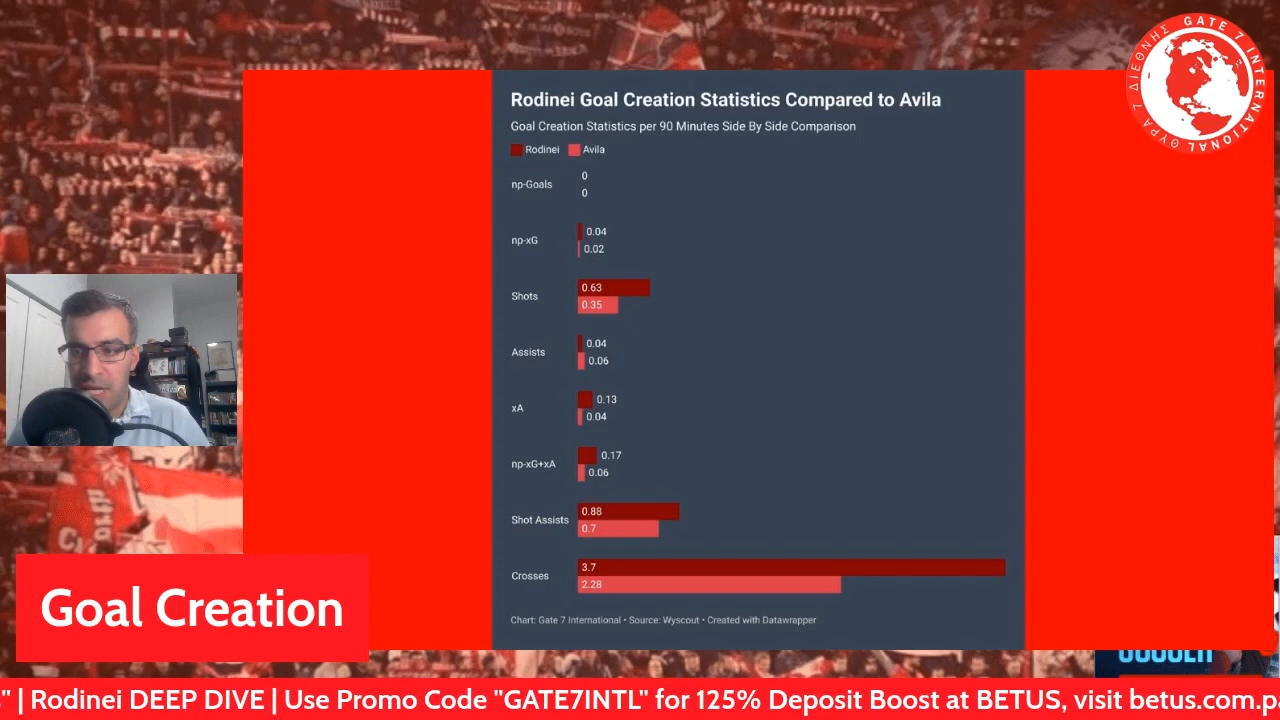 ΘΥΡΑ 7 ΔΙΕΘΝΗΣ GATE 7 INTERNATIONAL
Rodinei Goal Creation Statistics Compared to Avila
Goal Creation Statistics per 90 Minutes Side By Side Comparison
Rodinei Avila
np-Goals 0
0
np-xG 0.04
0.02
Shots 0.63
0.35
Assists 0.04
0.06
xA 0.13
0.04
np-xG+xA 0.17
0.06
Shot Assists 0.88
0.7
Crosses 3.7
2.28
Chart: Gate 7 International • Source: Wyscout • Created with Datawrapper
Goal Creation
" | Rodinei DEEP DIVE | Use Promo Code "GATE7INTL" for 125% Deposit Boost at BETUS, visit betus.com.p